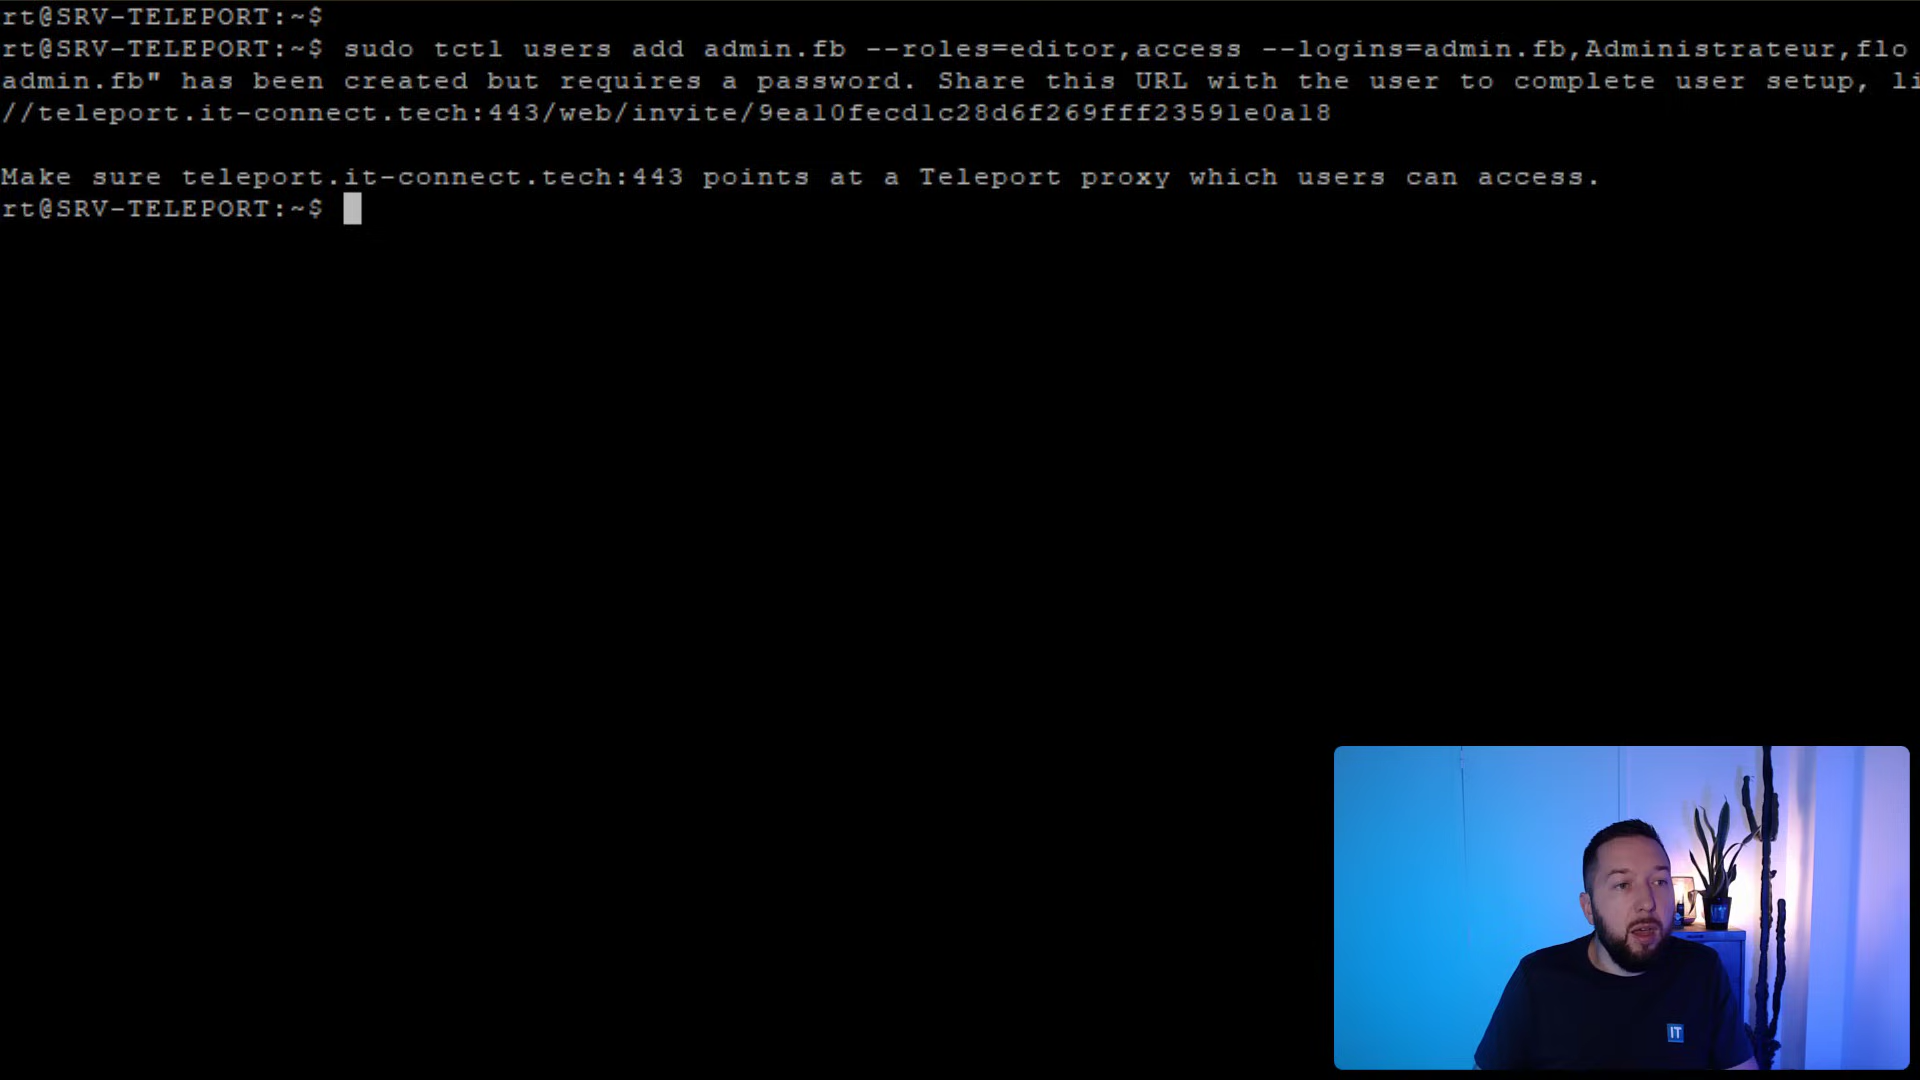 rt@SRV-TELEPORT:~$
rt@SRV-TELEPORT:~$ sudo tctl users add admin.fb --roles=editor,access --logins=admin.fb,Administrateur,flo
admin.fb" has been created but requires a password. Share this URL with the user to complete user setup, li
//teleport.it-connect.tech:443/web/invite/9ea10fecd1c28d6f269fff23591e0a18
Make sure teleport.it-connect.tech:443 points at a Teleport proxy which users can access.
rt@SRV-TELEPORT:~$
IT